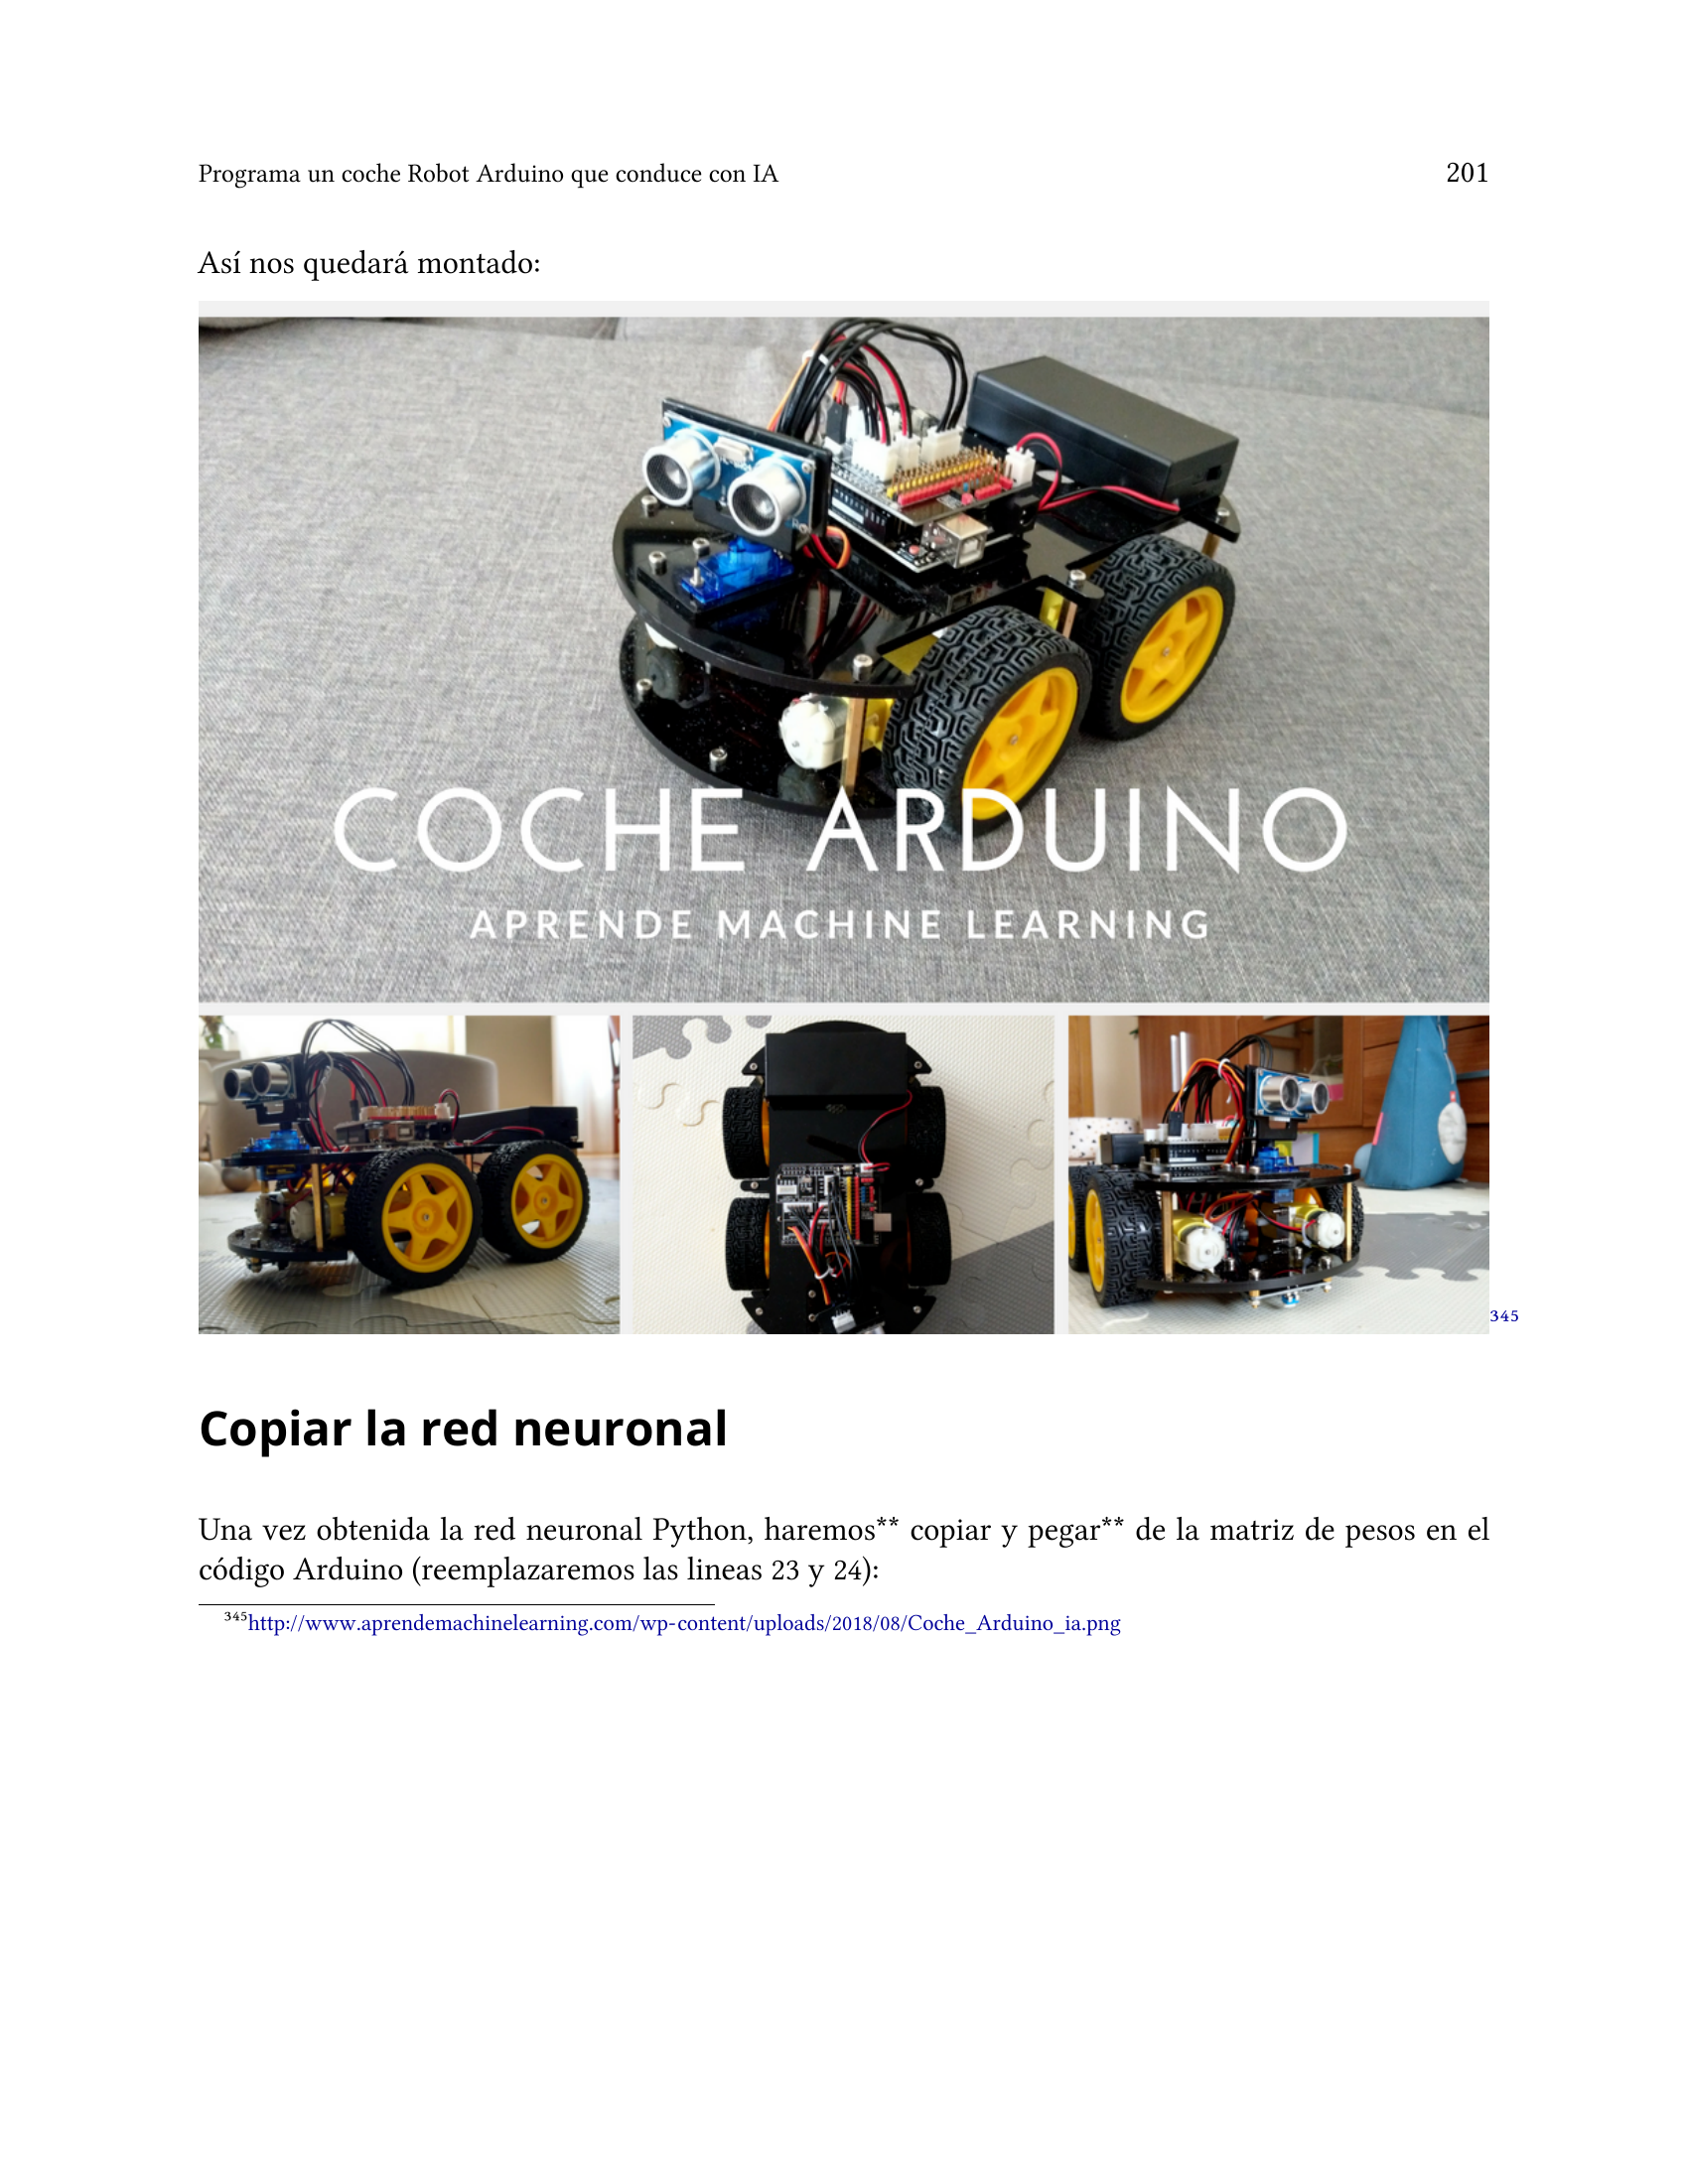 Programa un coche Robot Arduino que conduce con IA 201
Así nos quedará montado:
COCHE ARDUINO
APRENDE MACHINE LEARNING
345
Copiar la red neuronal
Una vez obtenida la red neuronal Python, haremos** copiar y pegar** de la matriz de pesos en el
código Arduino (reemplazaremos las lineas 23 y 24):
345http://www.aprendemachinelearning.com/wp-content/uploads/2018/08/Coche_Arduino_ia.png